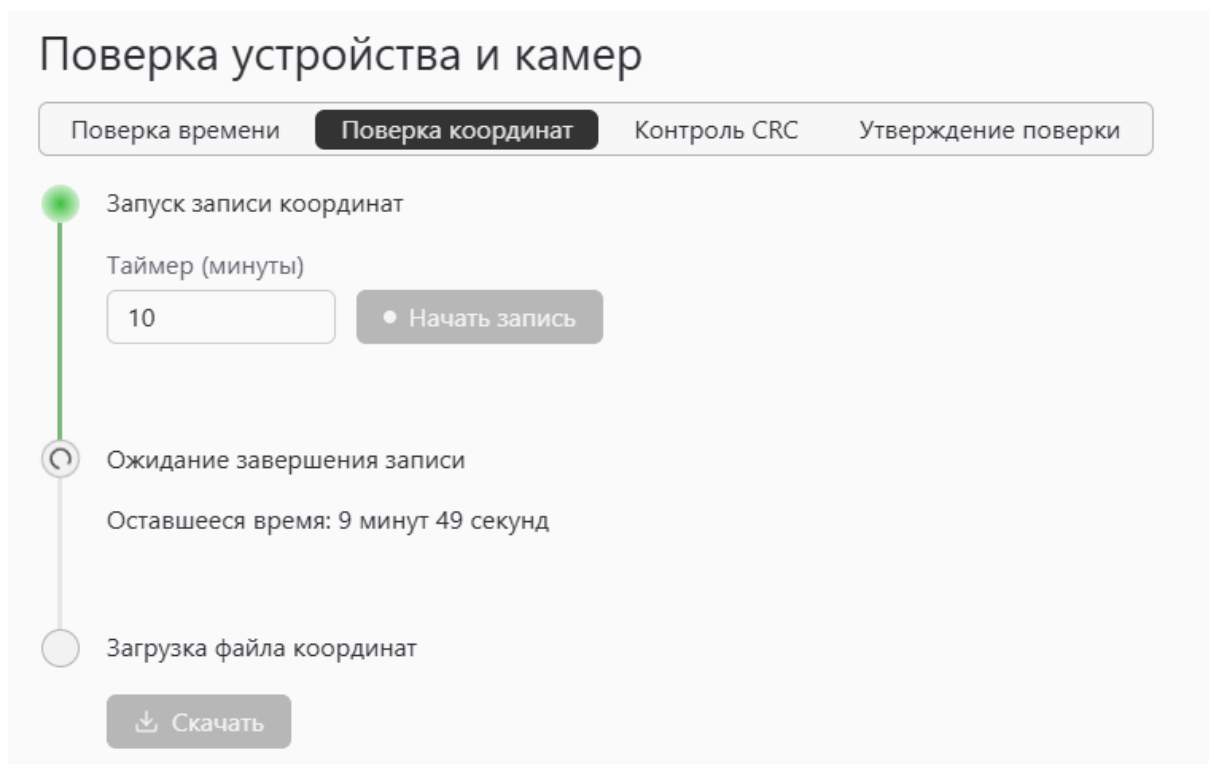 Поверка устройства и камер
Поверка времени Поверка координат Контроль CRC Утверждение поверки
Запуск записи координат
Таймер (минуты)
10 Начать запись
Ожидание завершения записи
Оставшееся время: 9 минут 49 секунд
Загрузка файла координат
Скачать